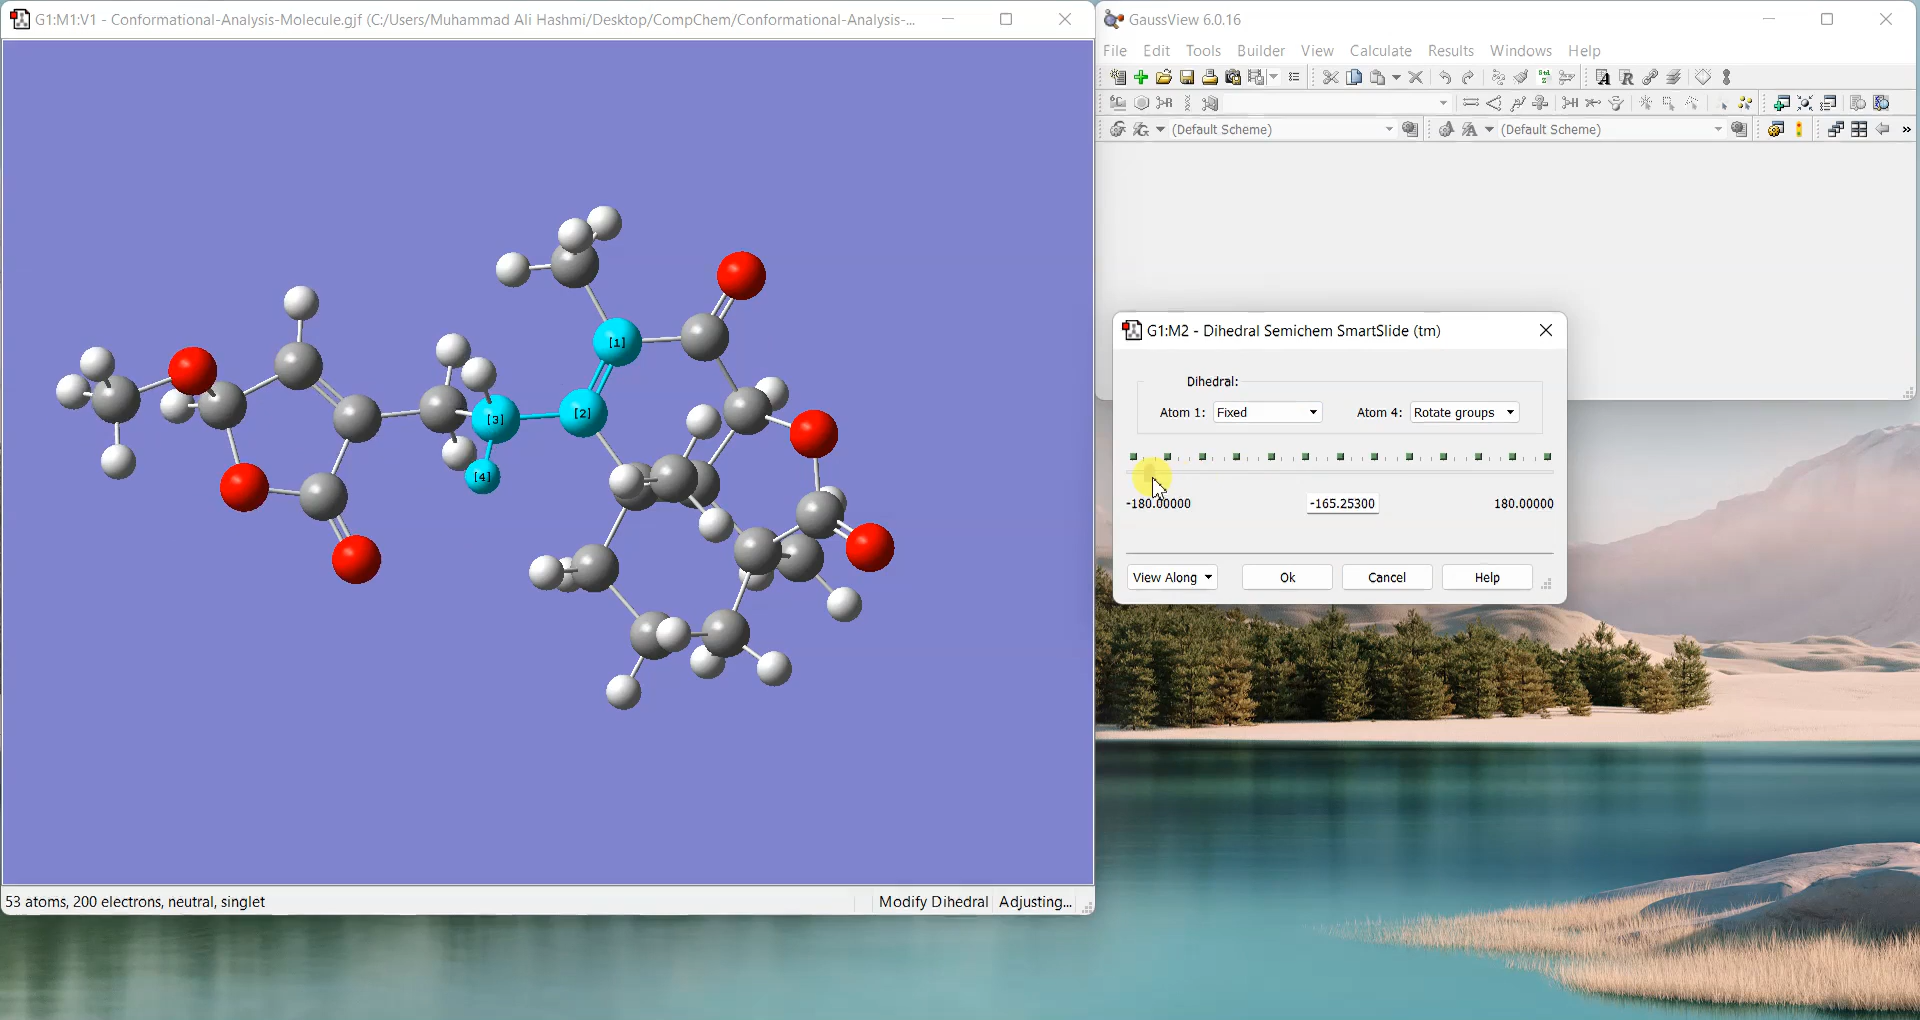 G1:M1:V1 - Conformational-Analysis-Molecule.gjf (C:/Users/Muhammad Ali Hashmi/Desktop/CompChem/Conformational-Analysis-...
GaussView 6.0.16
File Edit Tools Builder View Calculate Results Windows Help
(Default Scheme)
(Default Scheme)
[1]
[2]
[3]
[4]
G1:M2 - Dihedral Semichem SmartSlide (tm)
Dihedral:
Atom 1: Fixed Atom 4: Rotate groups
-180.00000 -165.25300 180.00000
View Along Ok Cancel Help
53 atoms, 200 electrons, neutral, singlet
Modify Dihedral Adjusting...